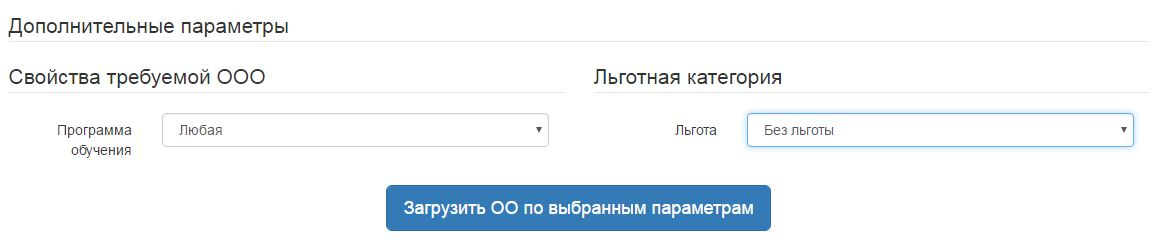 Дополнительные параметры
Свойства требуемой ООО
Льготная категория
Программа
обучения
Любая
Льгота
Без льготы
Загрузить ОО по выбранным параметрам